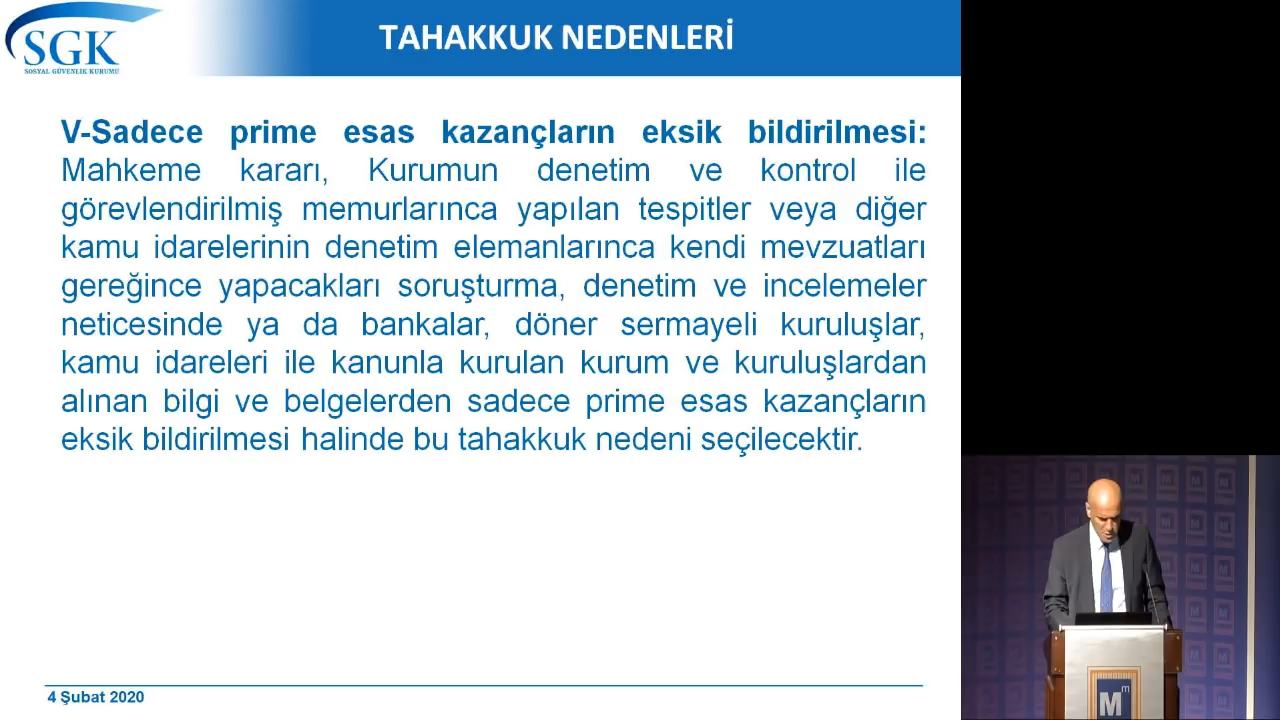 SGK
SOSYAL GÜVENLİK KURUMU
TAHAKKUK NEDENLERİ
V-Sadece prime esas kazançların eksik bildirilmesi:
Mahkeme kararı, Kurumun denetim ve kontrol ile
görevlendirilmiş memurlarınca yapılan tespitler veya diğer
kamu idarelerinin denetim elemanlarınca kendi mevzuatları
gereğince yapacakları soruşturma, denetim ve incelemeler
neticesinde ya da bankalar, döner sermayeli kuruluşlar,
kamu idareleri ile kanunla kurulan kurum ve kuruluşlardan
alınan bilgi ve belgelerden sadece prime esas kazançların
eksik bildirilmesi halinde bu tahakkuk nedeni seçilecektir.
4 Şubat 2020
Mm